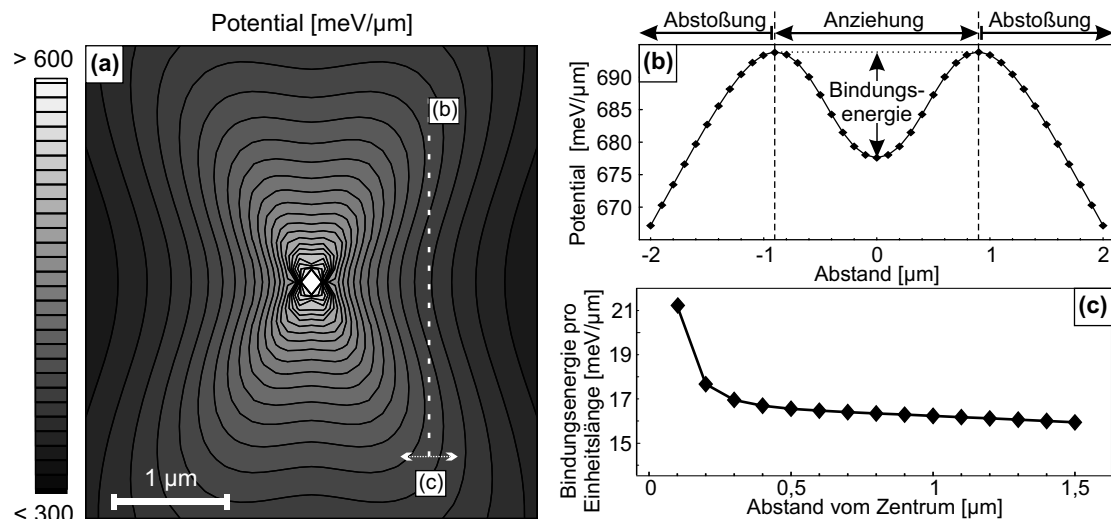 Potential [meV/µm]
> 600
< 300
(a)
(b)
(c)
1 µm
Abstoßung
Anziehung
Abstoßung
(b)
Bindungs-
energie
Potential [meV/µm]
690
685
680
675
670
-2
-1
0
1
2
Abstand [µm]
(c)
Bindungsenergie pro
Einheitslänge [meV/µm]
21
19
17
15
0
0,5
1
1,5
Abstand vom Zentrum [µm]